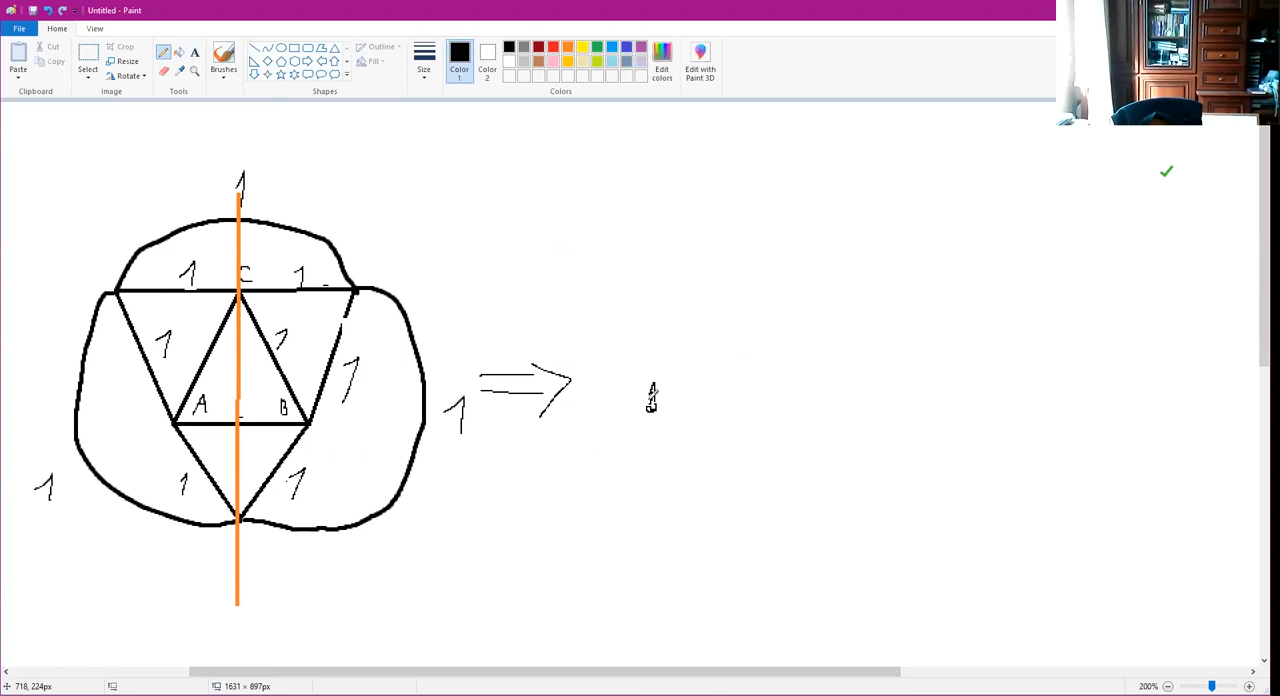 Untitled - Paint
File Home View
Paste
Cut
Copy
Clipboard
Select
Crop
Resize
Rotate
Image
A
Tools
Brushes
Shapes
Outline
Fill
Size
Color 1
Color 2
Colors
Edit colors
Edit with Paint 3D
1
1 C 1
1 1
A B 1
1
1 1 1
718, 224px
1631 × 897px
200%